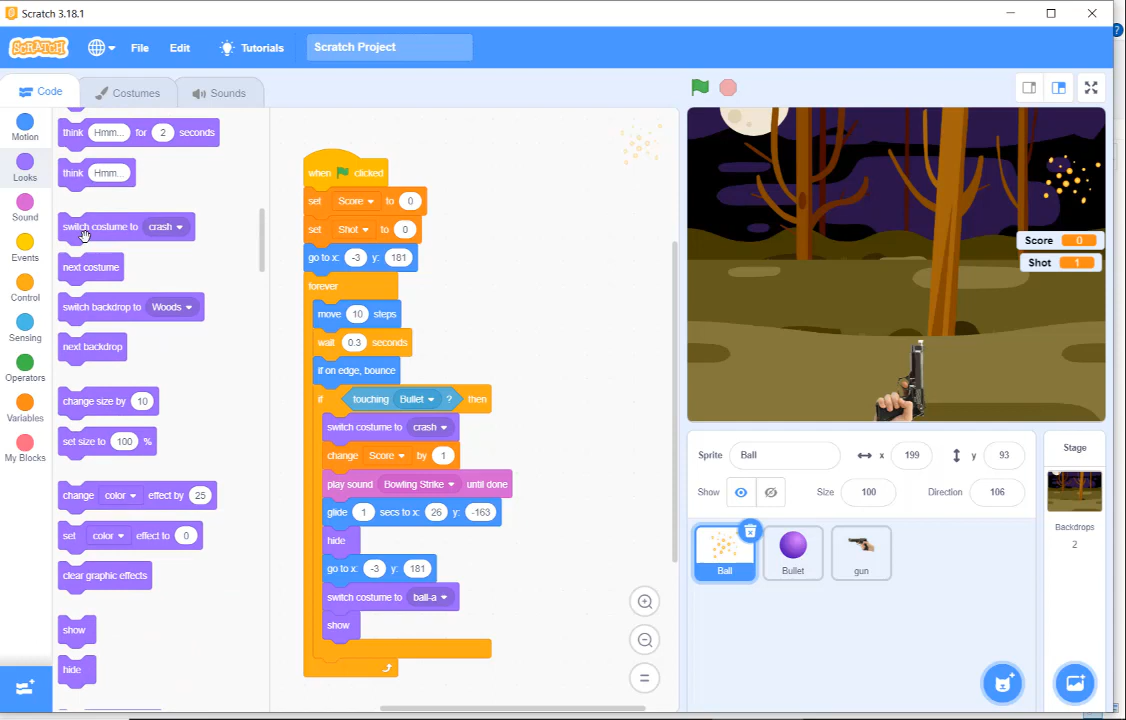 Scratch 3.18.1
SCRATCH File Edit Tutorials Scratch Project
Code Costumes Sounds
Motion
Looks
Sound
Events
Control
Sensing
Operators
Variables
My Blocks
think Hmm... for 2 seconds
think Hmm...
switch costume to crash
next costume
switch backdrop to Woods
next backdrop
change size by 10
set size to 100 %
change color effect by 25
set color effect to 0
clear graphic effects
show
hide
when clicked
set Score to 0
set Shot to 0
go to x: -3 y: 181
forever
move 10 steps
wait 0.3 seconds
if on edge, bounce
if touching Bullet ? then
switch costume to crash
change Score by 1
play sound Bowling Strike until done
glide 1 secs to x: 26 y: -163
hide
go to x: -3 y: 181
switch costume to ball-a
show
Score 0
Shot 1
Sprite Ball x 199 y 93
Show Size 100 Direction 106
Ball
Bullet
gun
Stage
Backdrops
2